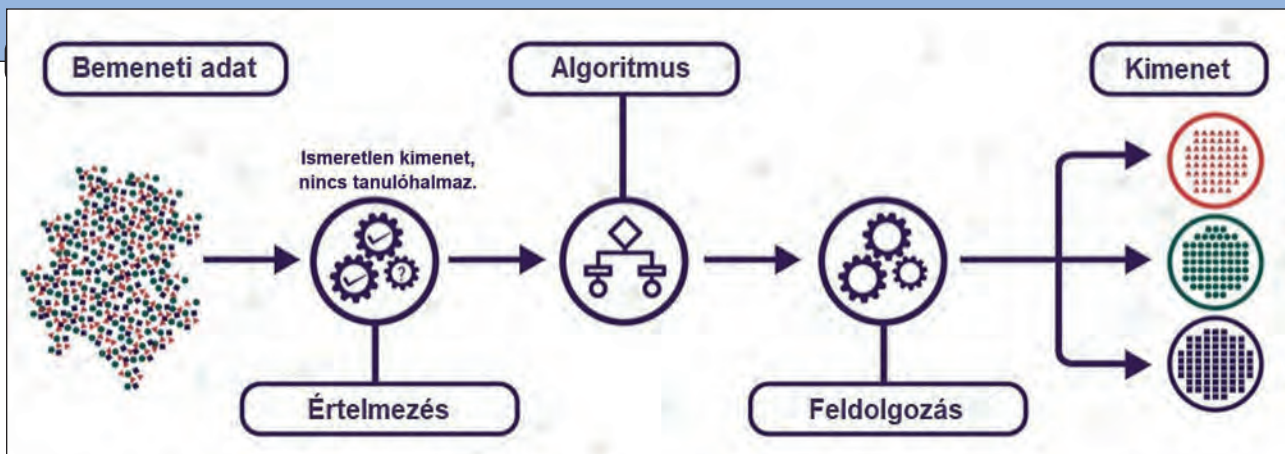 Bemeneti adat
Algoritmus
Kimenet
Ismeretlen kimenet,
nincs tanulóhalmaz.
?
Értelmezés
Feldolgozás